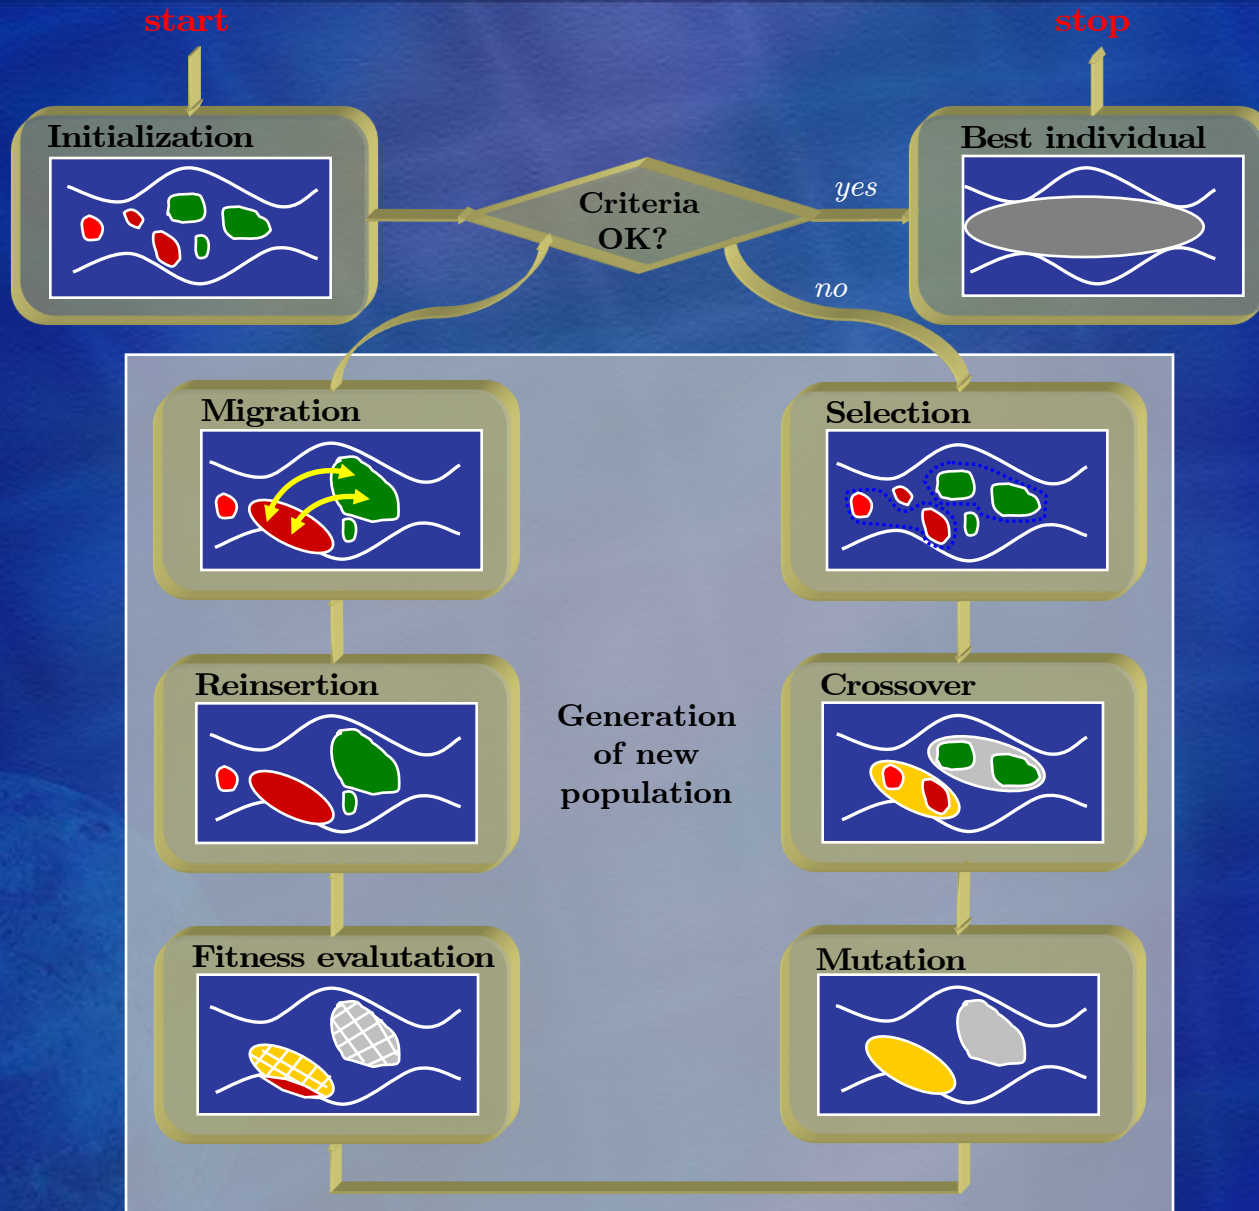 start
stop
Initialization
Best individual
Criteria
OK?
yes
no
Migration
Selection
Reinsertion
Crossover
Generation
of new
population
Fitness evalutation
Mutation